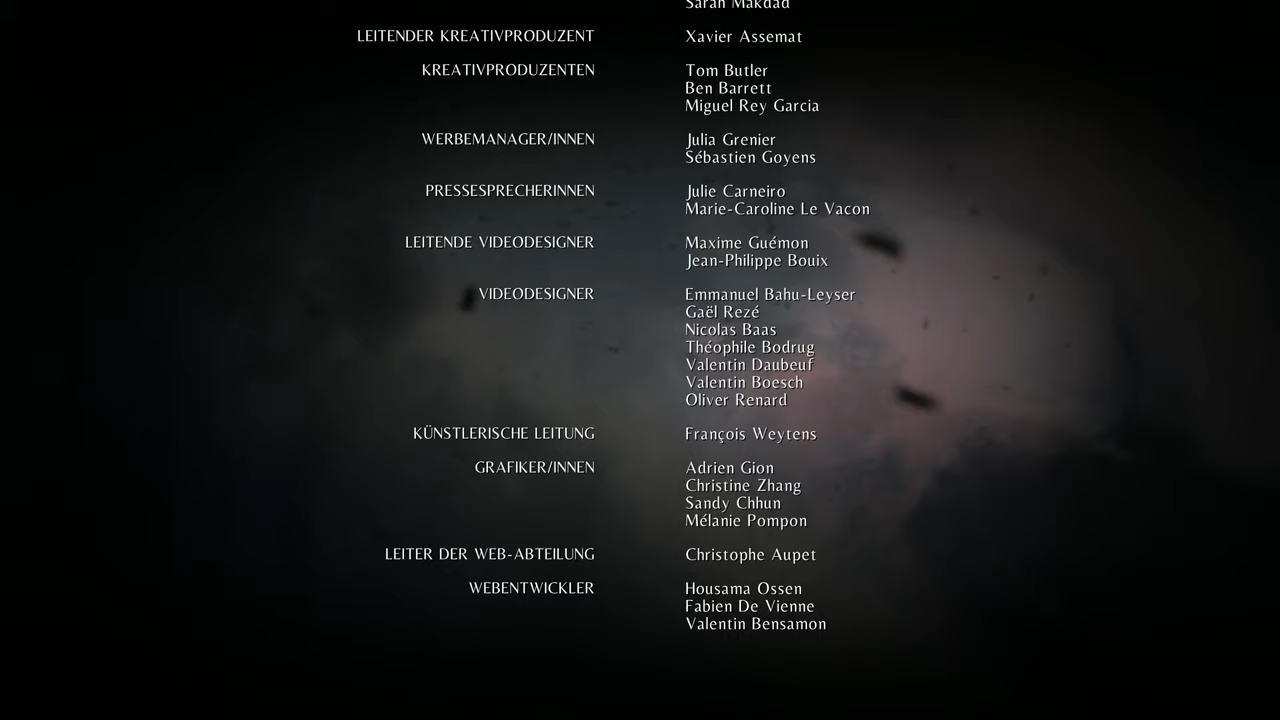 Sarah Makdad
LEITENDER KREATIVPRODUZENT Xavier Assemat
KREATIVPRODUZENTEN Tom Butler
Ben Barrett
Miguel Rey Garcia
WERBEMANAGER/INNEN Julia Grenier
Sébastien Goyens
PRESSESPRECHERINNEN Julie Carneiro
Marie-Caroline Le Vacon
LEITENDE VIDEODESIGNER Maxime Guémon
Jean-Philippe Bouix
VIDEODESIGNER Emmanuel Bahu-Leyser
Gaël Rezé
Nicolas Baas
Théophile Bodrug
Valentin Daubeuf
Valentin Boesch
Oliver Renard
KÜNSTLERISCHE LEITUNG François Weytens
GRAFIKER/INNEN Adrien Gion
Christine Zhang
Sandy Chhun
Mélanie Pompon
LEITER DER WEB-ABTEILUNG Christophe Aupet
WEBENTWICKLER Housama Ossen
Fabien De Vienne
Valentin Bensamon